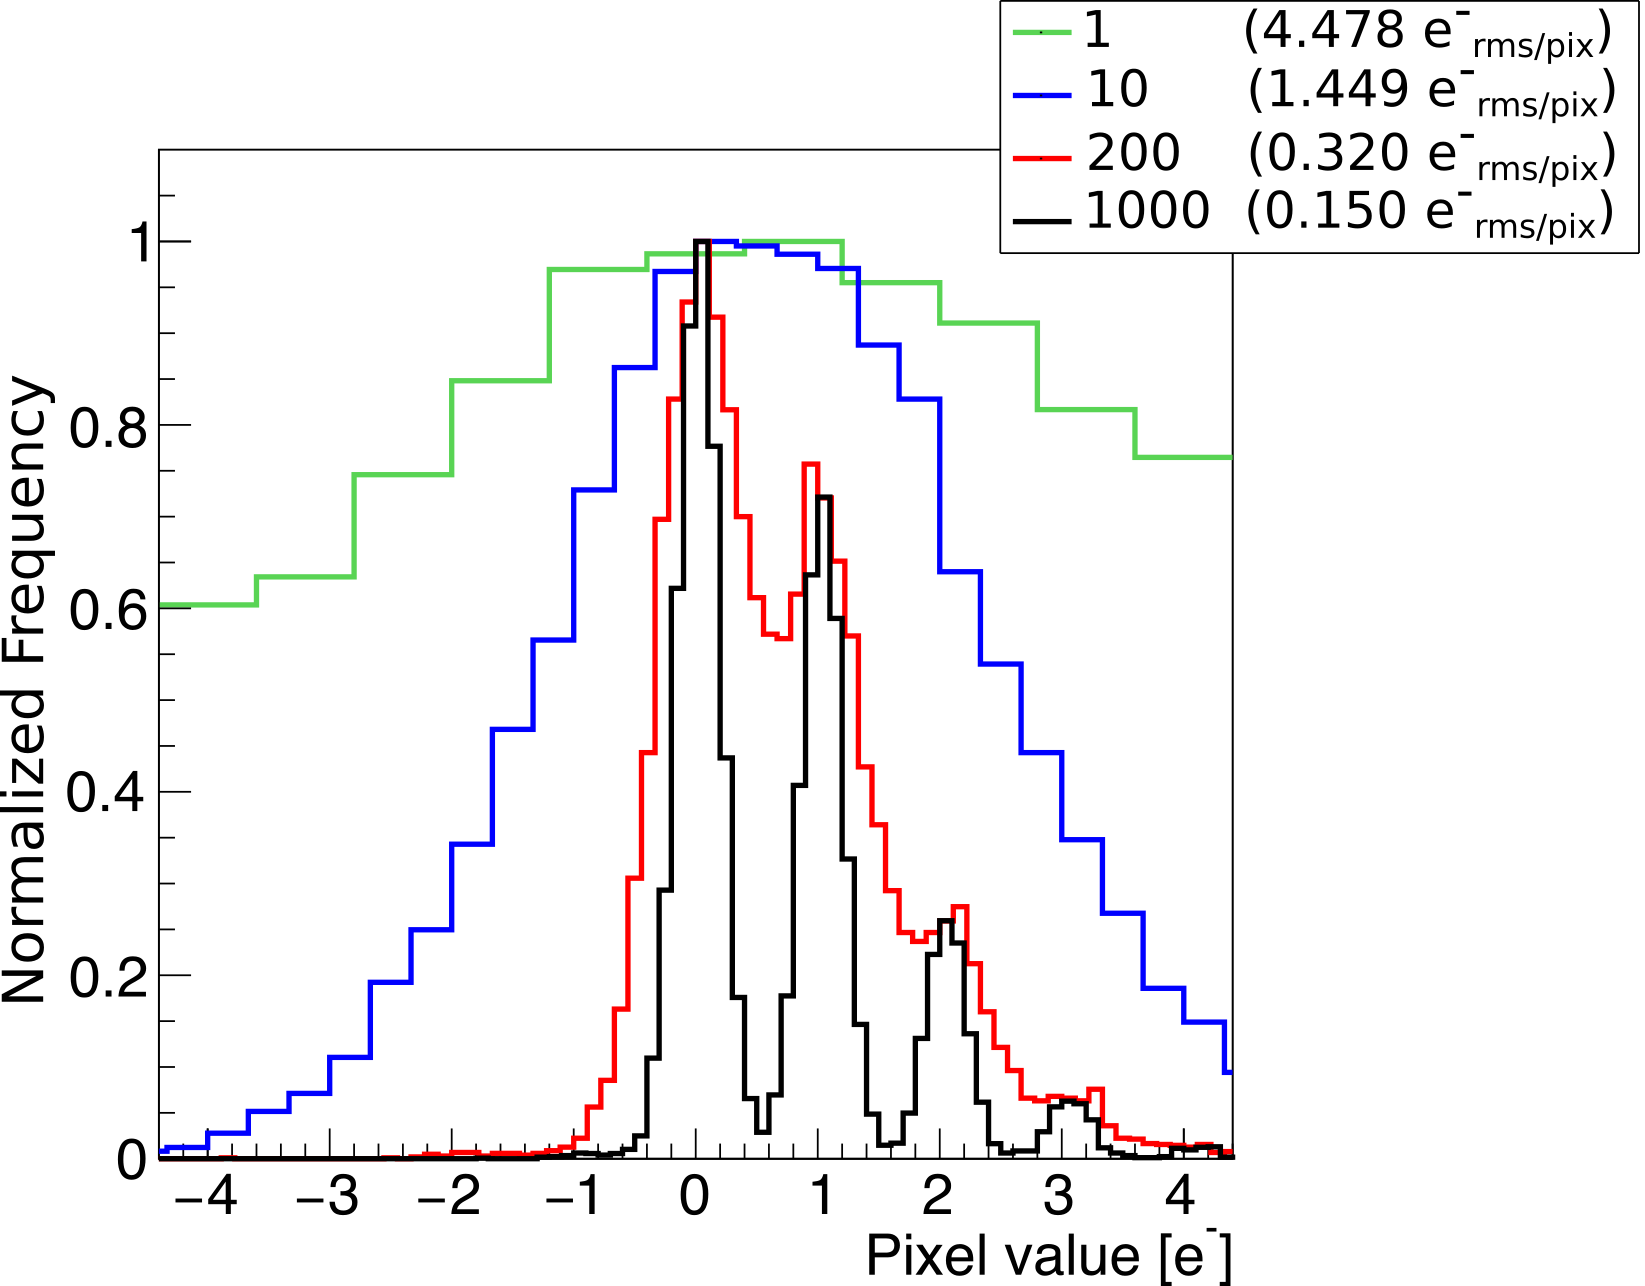 1 (4.478 e⁻rms/pix)
10 (1.449 e⁻rms/pix)
200 (0.320 e⁻rms/pix)
1000 (0.150 e⁻rms/pix)
1
0.8
0.6
0.4
0.2
0
Normalized Frequency
−4 −3 −2 −1 0 1 2 3 4
Pixel value [e⁻]